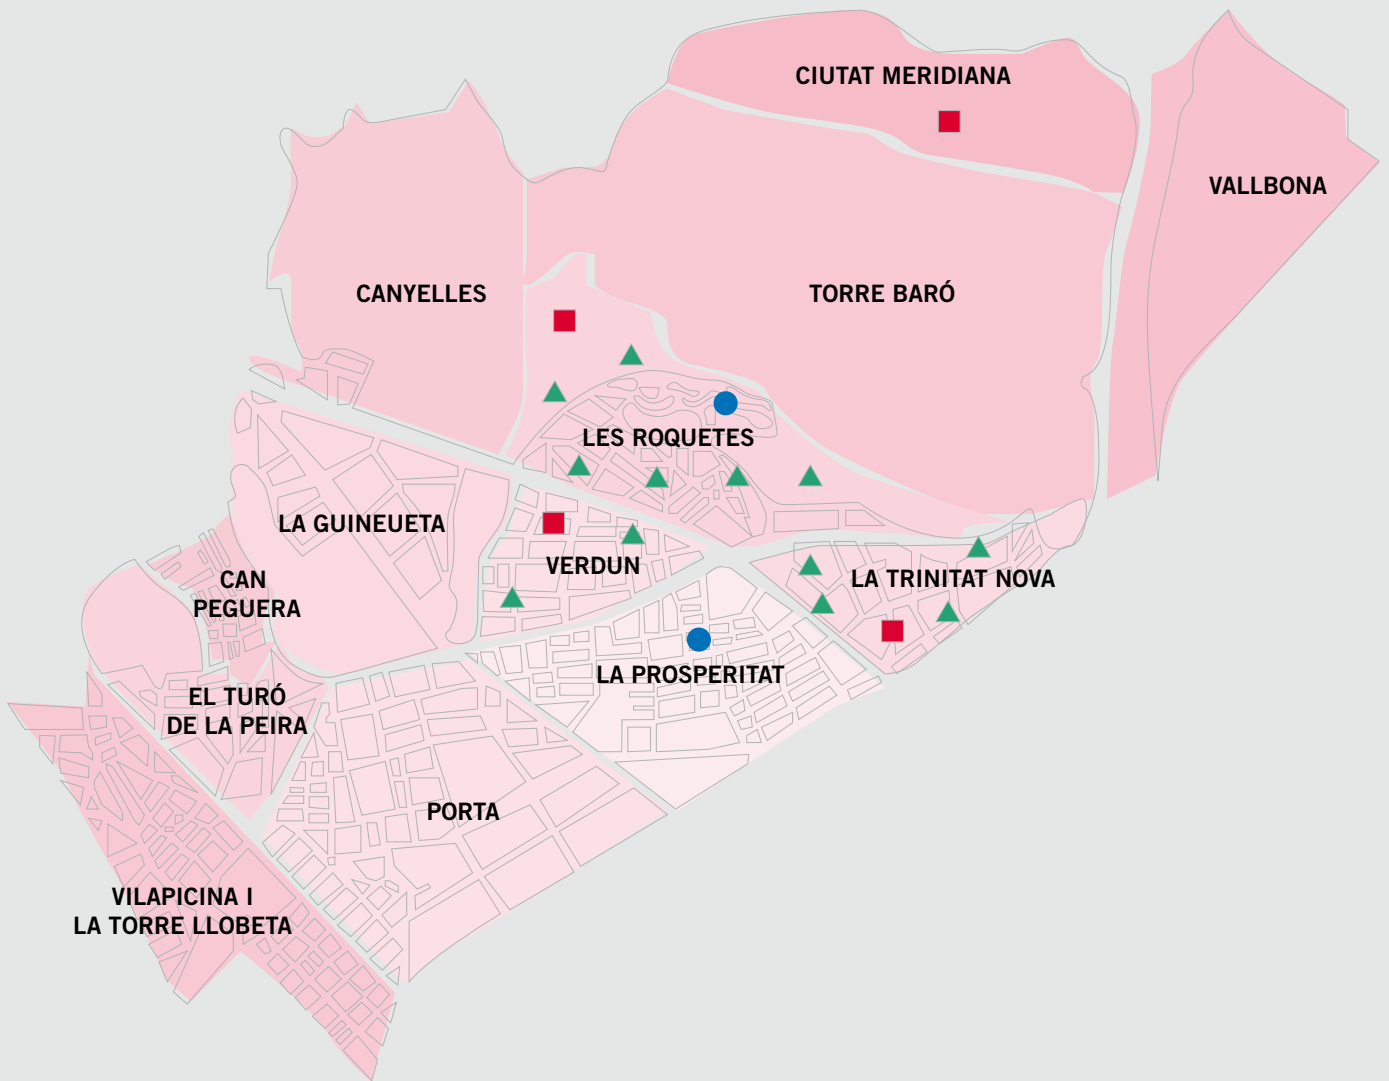 CIUTAT MERIDIANA
VALLBONA
CANYELLES
TORRE BARÓ
LES ROQUETES
LA GUINEUETA
VERDUN
LA TRINITAT NOVA
CAN
PEGUERA
LA PROSPERITAT
EL TURÓ
DE LA PEIRA
PORTA
VILAPICINA I
LA TORRE LLOBETA